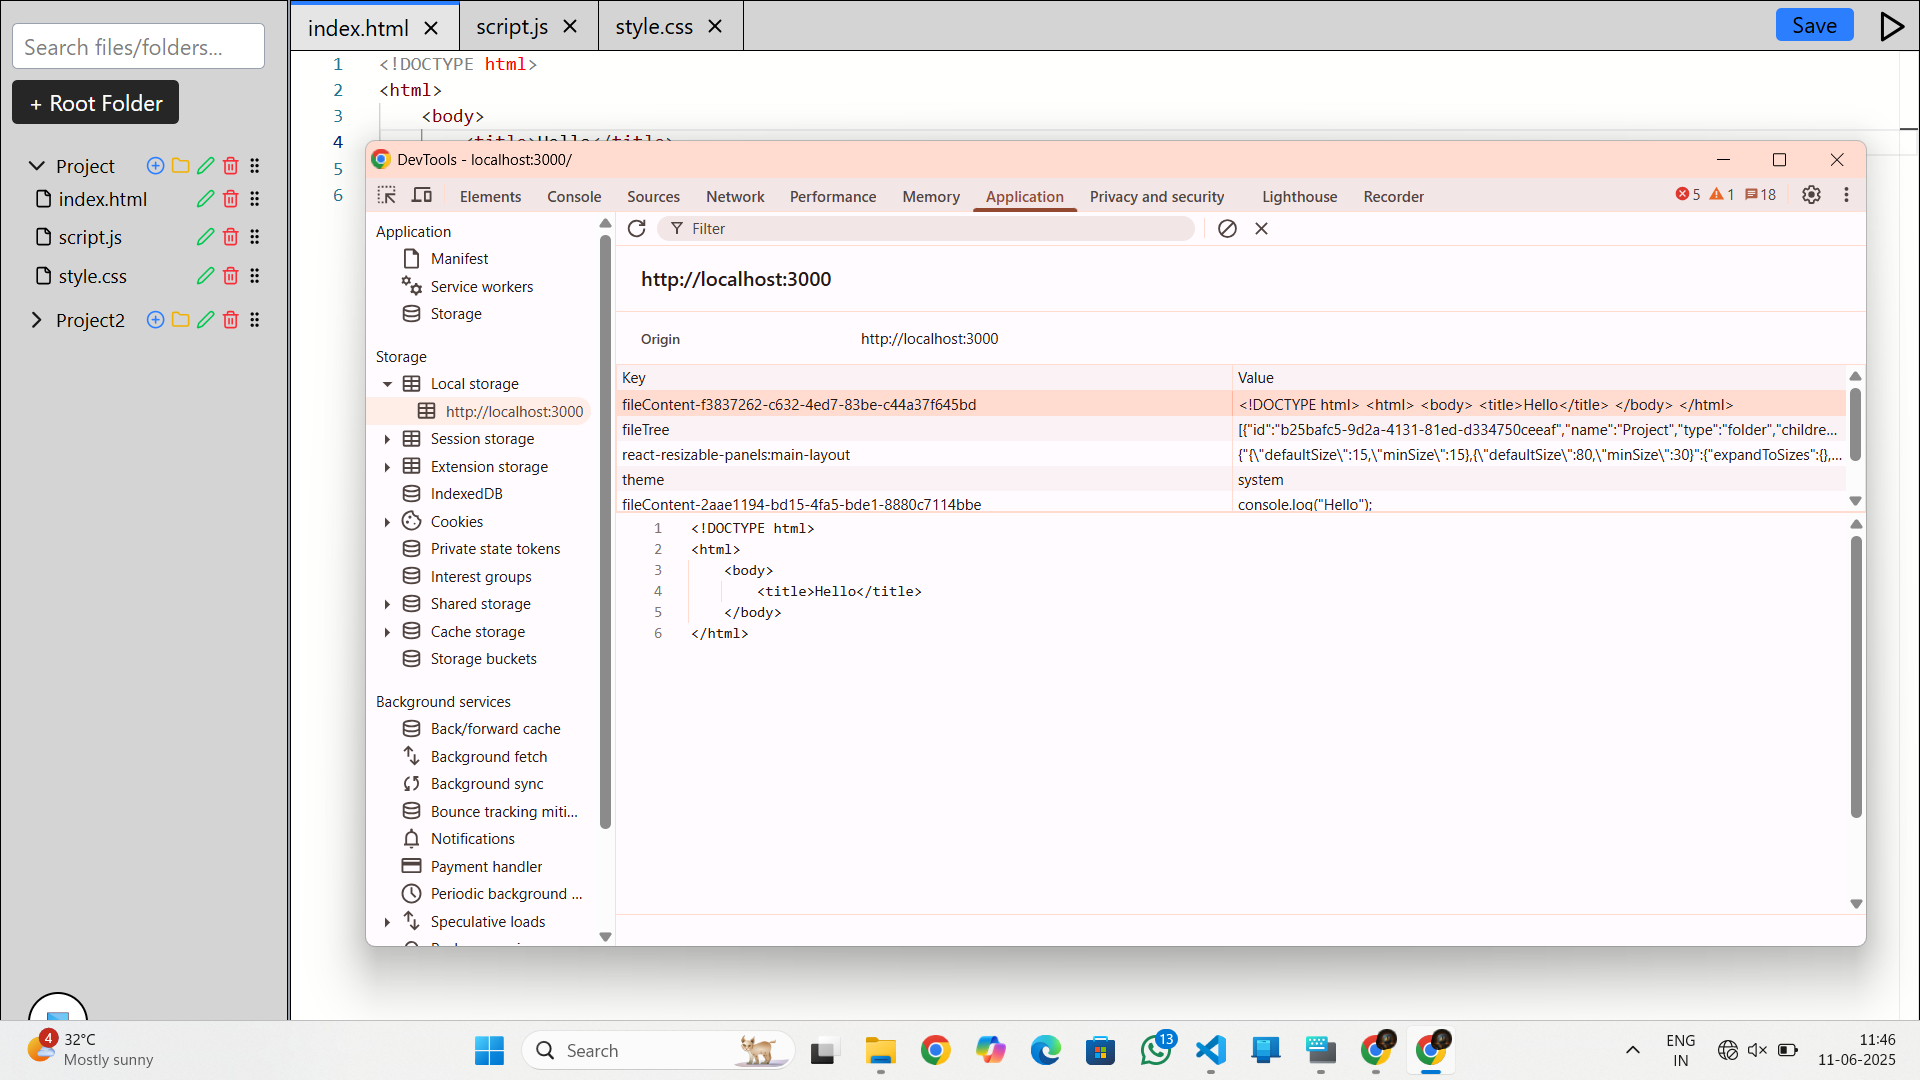 index.html
script.js
style.css
Save
Search files/folders...
+ Root Folder
Project
index.html
script.js
style.css
Project2
1 <!DOCTYPE html>
2 <html>
3 <body>
4 <title>Hello</title>
5
6
DevTools - localhost:3000/
Elements Console Sources Network Performance Memory Application Privacy and security Lighthouse Recorder 5 1 18
Application
Manifest
Service workers
Storage
Storage
Local storage
http://localhost:3000
Session storage
Extension storage
IndexedDB
Cookies
Private state tokens
Interest groups
Shared storage
Cache storage
Storage buckets
Background services
Back/forward cache
Background fetch
Background sync
Bounce tracking miti...
Notifications
Payment handler
Periodic background ...
Speculative loads
Filter
http://localhost:3000
Origin http://localhost:3000
Key Value
fileContent-f3837262-c632-4ed7-83be-c44a37f645bd <!DOCTYPE html> <html> <body> <title>Hello</title> </body> </html>
fileTree [{"id":"b25bafc5-9d2a-4131-81ed-d334750ceeaf","name":"Project","type":"folder","childre...
react-resizable-panels:main-layout {"{\"defaultSize\":15,\"minSize\":15},{\"defaultSize\":80,\"minSize\":30}":{"expandToSizes":{},...
theme system
fileContent-2aae1194-bd15-4fa5-bde1-8880c7114bbe console.log("Hello");
1 <!DOCTYPE html>
2 <html>
3 <body>
4 <title>Hello</title>
5 </body>
6 </html>
4
32°C
Mostly sunny
Search
13
ENG
IN
11:46
11-06-2025